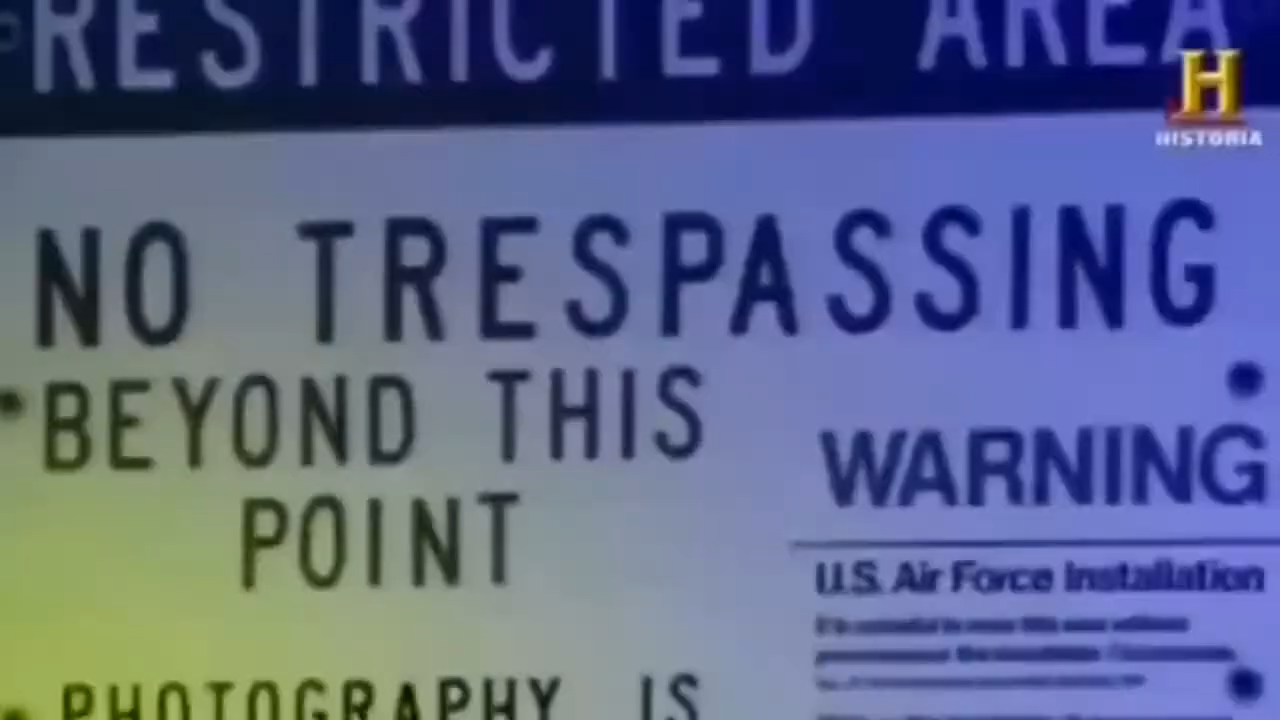 RESTRICTED AREA
H
HISTORIA
NO TRESPASSING
BEYOND THIS
POINT
WARNING
U.S. Air Force Installation
PHOTOGRAPHY IS